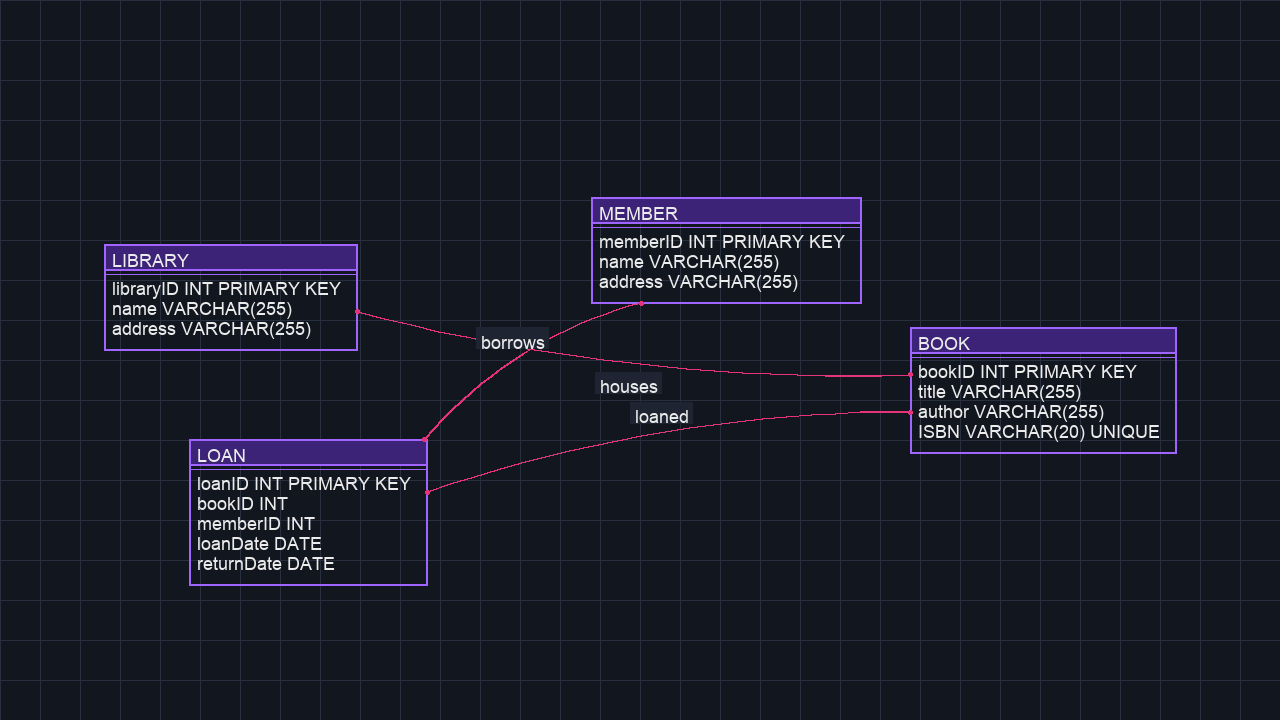 MEMBER
memberID INT PRIMARY KEY
name VARCHAR(255)
address VARCHAR(255)
LIBRARY
libraryID INT PRIMARY KEY
name VARCHAR(255)
address VARCHAR(255)
borrows
houses
loaned
BOOK
bookID INT PRIMARY KEY
title VARCHAR(255)
author VARCHAR(255)
ISBN VARCHAR(20) UNIQUE
LOAN
loanID INT PRIMARY KEY
bookID INT
memberID INT
loanDate DATE
returnDate DATE